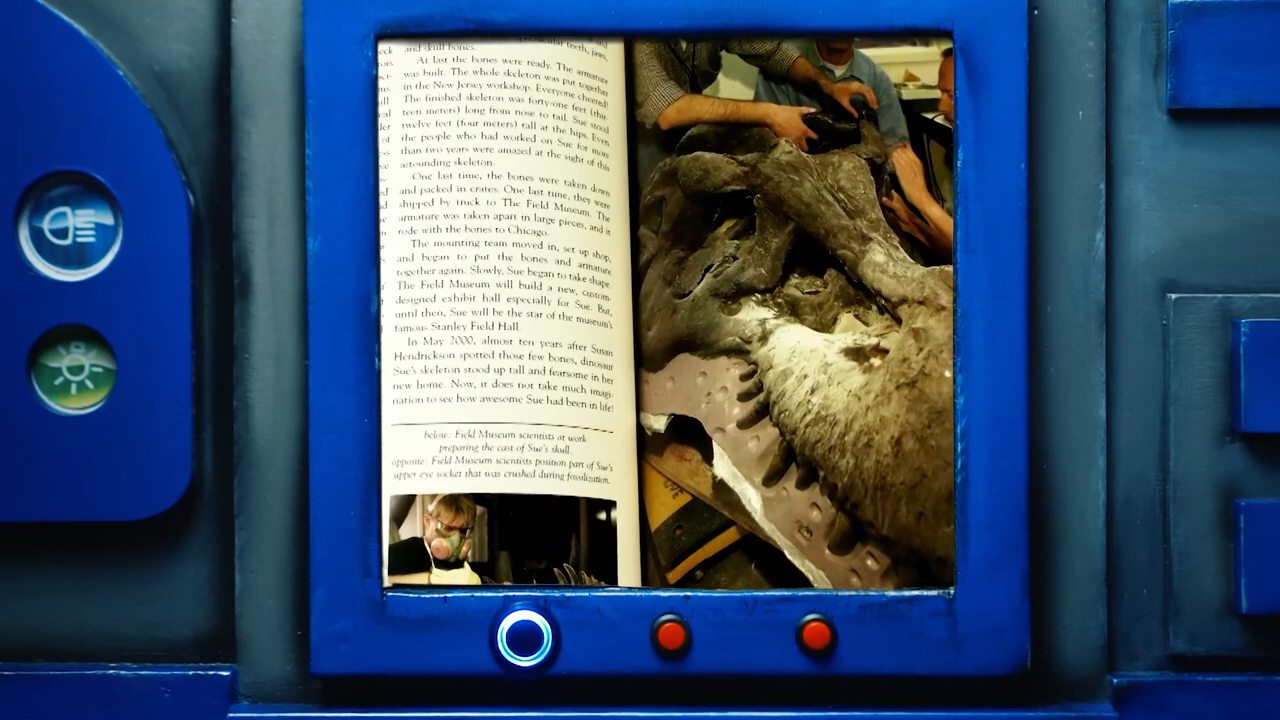 and skull bones.
At last the bones were ready. The armature
was built. The whole skeleton was put together
in the New Jersey workshop. Everyone cheered!
The finished skeleton was forty-one feet (thir-
teen meters) long from nose to tail. Sue stood
twelve feet (four meters) tall at the hips. Even
the people who had worked on Sue for more
than two years were amazed at the sight of this
astounding skeleton.
One last time, the bones were taken down
and packed in crates. One last time, they were
shipped by truck to The Field Museum. The
armature was taken apart in large pieces, and it
rode with the bones to Chicago.
The mounting team moved in, set up shop,
and began to put the bones and armature
together again. Slowly, Sue began to take shape.
The Field Museum will build a new, custom-
designed exhibit hall especially for Sue. But,
until then, Sue will be the star of the museum's
famous Stanley Field Hall.
In May 2000, almost ten years after Susan
Hendrickson spotted those few bones, dinosaur
Sue's skeleton stood up tall and fearsome in her
new home. Now, it does not take much imagi-
nation to see how awesome Sue had been in life!
below: Field Museum scientists at work
preparing the cast of Sue's skull.
opposite: Field Museum scientists position part of Sue's
upper eye socket that was crushed during fossilization.